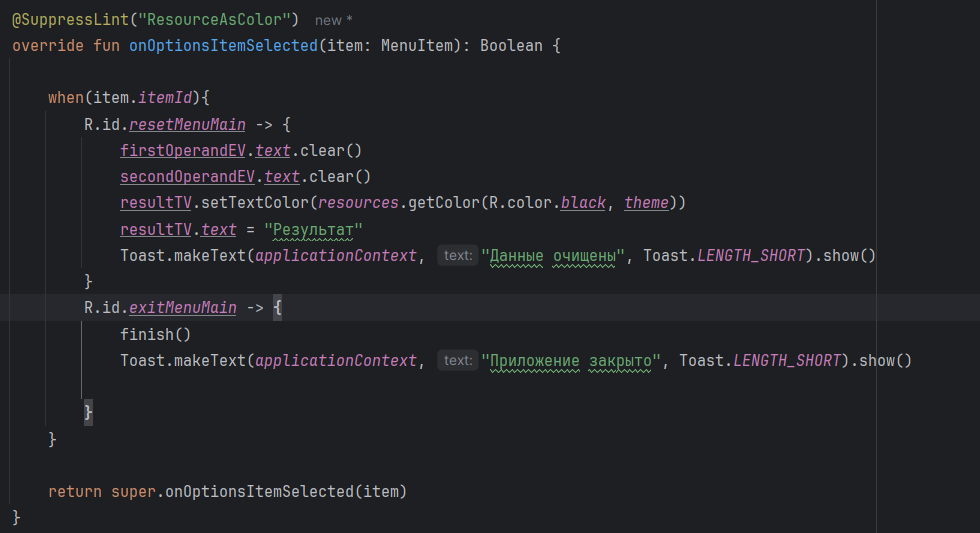 @SuppressLint("ResourceAsColor") new *
override fun onOptionsItemSelected(item: MenuItem): Boolean {
when(item.itemId){
R.id.resetMenuMain -> {
firstOperandEV.text.clear()
secondOperandEV.text.clear()
resultTV.setTextColor(resources.getColor(R.color.black, theme))
resultTV.text = "Результат"
Toast.makeText(applicationContext, text: "Данные очищены", Toast.LENGTH_SHORT).show()
}
R.id.exitMenuMain -> {
finish()
Toast.makeText(applicationContext, text: "Приложение закрыто", Toast.LENGTH_SHORT).show()
}
}
return super.onOptionsItemSelected(item)
}